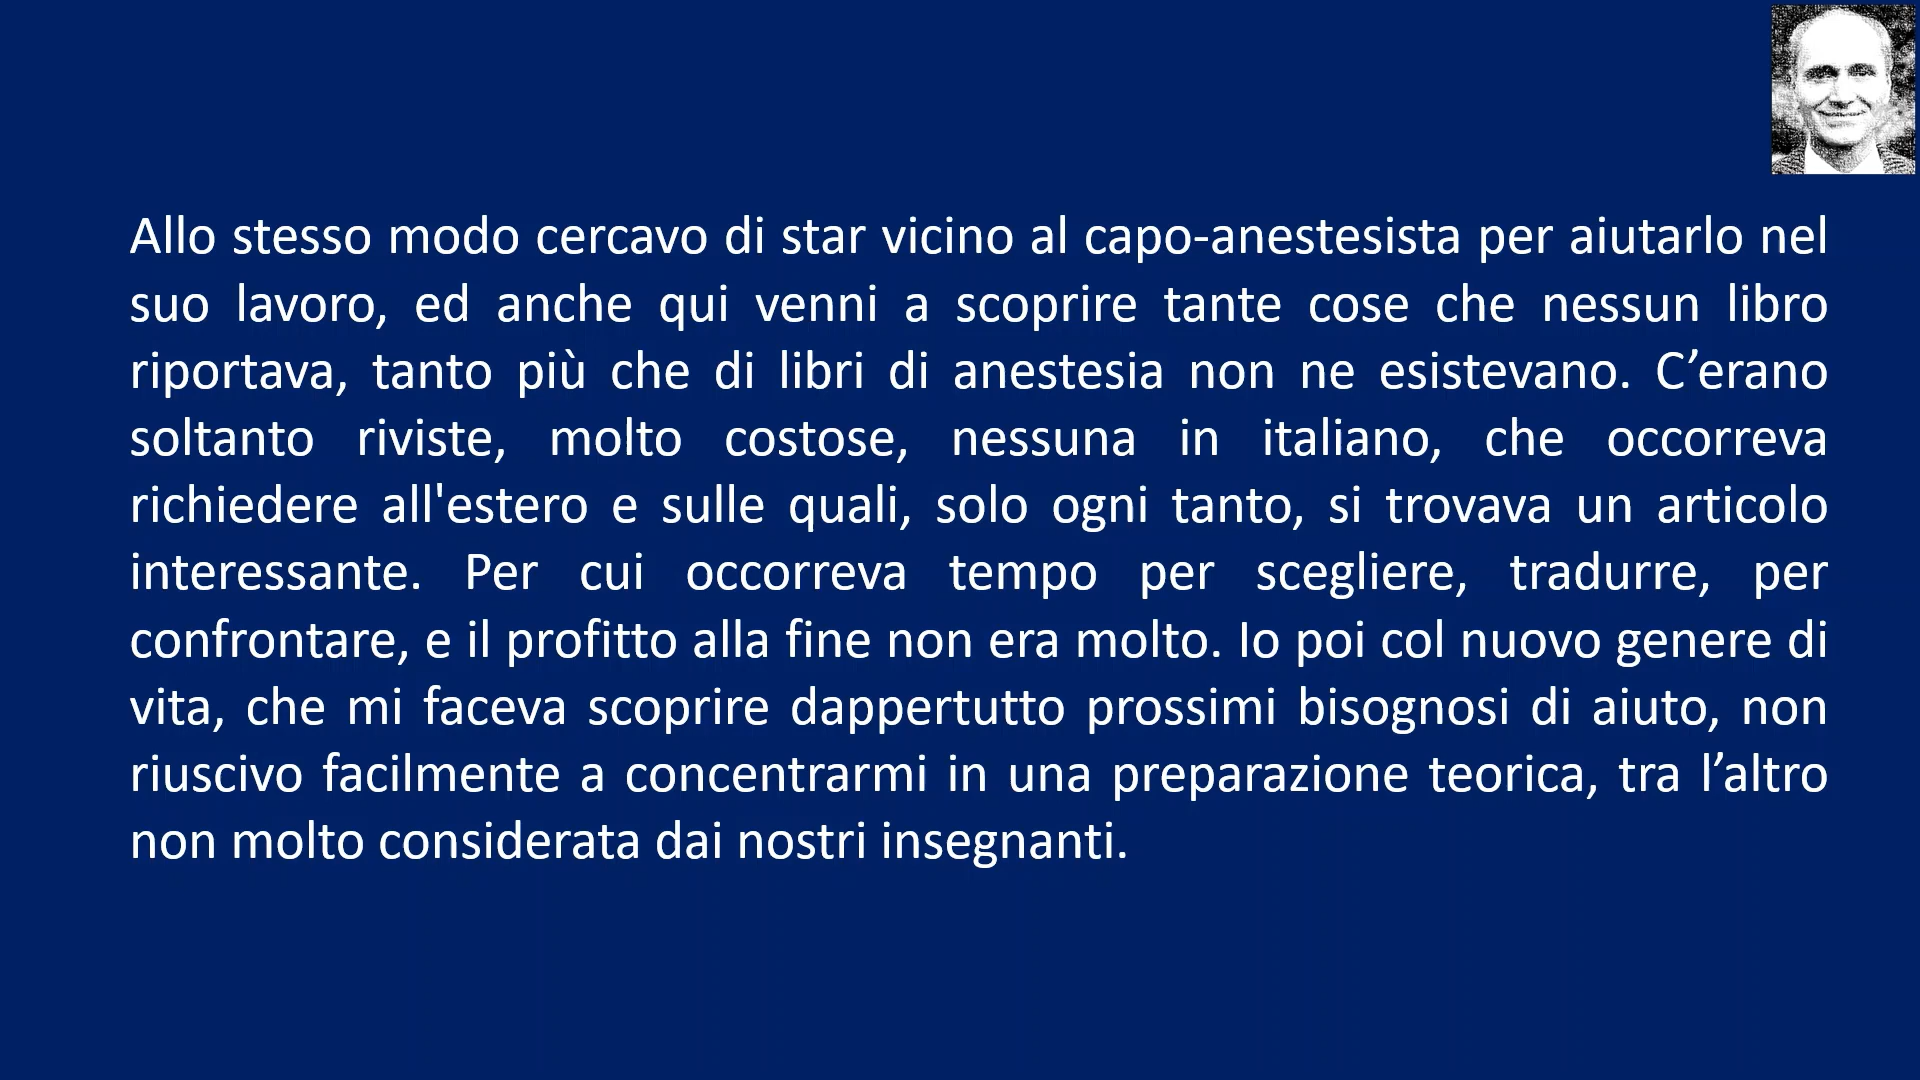 Allo stesso modo cercavo di star vicino al capo-anestesista per aiutarlo nel
suo lavoro, ed anche qui venni a scoprire tante cose che nessun libro
riportava, tanto più che di libri di anestesia non ne esistevano. C’erano
soltanto riviste, molto costose, nessuna in italiano, che occorreva
richiedere all'estero e sulle quali, solo ogni tanto, si trovava un articolo
interessante. Per cui occorreva tempo per scegliere, tradurre, per
confrontare, e il profitto alla fine non era molto. Io poi col nuovo genere di
vita, che mi faceva scoprire dappertutto prossimi bisognosi di aiuto, non
riuscivo facilmente a concentrarmi in una preparazione teorica, tra l’altro
non molto considerata dai nostri insegnanti.